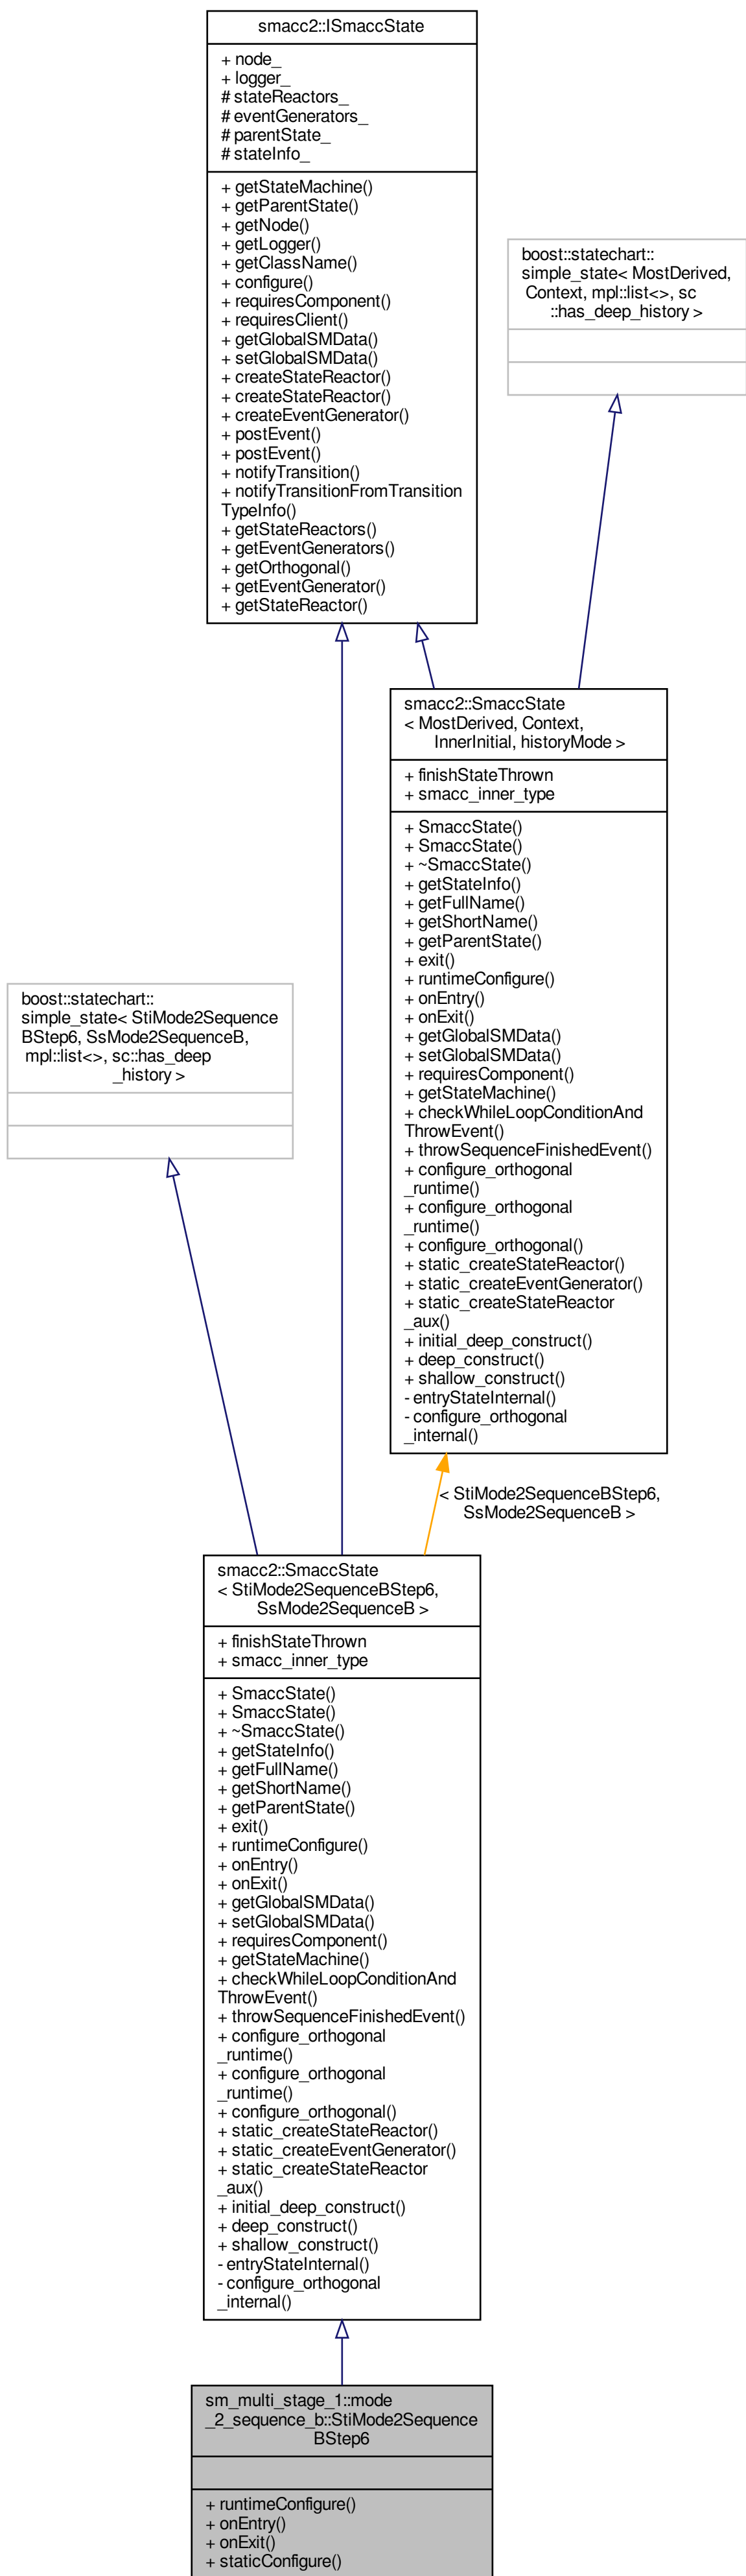 smacc2::ISmaccState
+ node_
+ logger_
# stateReactors_
# eventGenerators_
# parentState_
# stateInfo_
+ getStateMachine()
+ getParentState()
+ getNode()
+ getLogger()
+ getClassName()
+ configure()
+ requiresComponent()
+ requiresClient()
+ getGlobalSMData()
+ setGlobalSMData()
+ createStateReactor()
+ createStateReactor()
+ createEventGenerator()
+ postEvent()
+ postEvent()
+ notifyTransition()
+ notifyTransitionFromTransition
TypeInfo()
+ getStateReactors()
+ getEventGenerators()
+ getOrthogonal()
+ getEventGenerator()
+ getStateReactor()
boost::statechart::
simple_state< MostDerived,
Context, mpl::list<>, sc
::has_deep_history >
smacc2::SmaccState
< MostDerived, Context,
InnerInitial, historyMode >
+ finishStateThrown
+ smacc_inner_type
+ SmaccState()
+ SmaccState()
+ ~SmaccState()
+ getStateInfo()
+ getFullName()
+ getShortName()
+ getParentState()
+ exit()
+ runtimeConfigure()
+ onEntry()
+ onExit()
+ getGlobalSMData()
+ setGlobalSMData()
+ requiresComponent()
+ getStateMachine()
+ checkWhileLoopConditionAnd
ThrowEvent()
+ throwSequenceFinishedEvent()
+ configure_orthogonal
_runtime()
+ configure_orthogonal
_runtime()
+ configure_orthogonal()
+ static_createStateReactor()
+ static_createEventGenerator()
+ static_createStateReactor
_aux()
+ initial_deep_construct()
+ deep_construct()
+ shallow_construct()
- entryStateInternal()
- configure_orthogonal
_internal()
boost::statechart::
simple_state< StiMode2Sequence
BStep6, SsMode2SequenceB,
mpl::list<>, sc::has_deep
_history >
< StiMode2SequenceBStep6,
SsMode2SequenceB >
smacc2::SmaccState
< StiMode2SequenceBStep6,
SsMode2SequenceB >
+ finishStateThrown
+ smacc_inner_type
+ SmaccState()
+ SmaccState()
+ ~SmaccState()
+ getStateInfo()
+ getFullName()
+ getShortName()
+ getParentState()
+ exit()
+ runtimeConfigure()
+ onEntry()
+ onExit()
+ getGlobalSMData()
+ setGlobalSMData()
+ requiresComponent()
+ getStateMachine()
+ checkWhileLoopConditionAnd
ThrowEvent()
+ throwSequenceFinishedEvent()
+ configure_orthogonal
_runtime()
+ configure_orthogonal
_runtime()
+ configure_orthogonal()
+ static_createStateReactor()
+ static_createEventGenerator()
+ static_createStateReactor
_aux()
+ initial_deep_construct()
+ deep_construct()
+ shallow_construct()
- entryStateInternal()
- configure_orthogonal
_internal()
sm_multi_stage_1::mode
_2_sequence_b::StiMode2Sequence
BStep6
+ runtimeConfigure()
+ onEntry()
+ onExit()
+ staticConfigure()